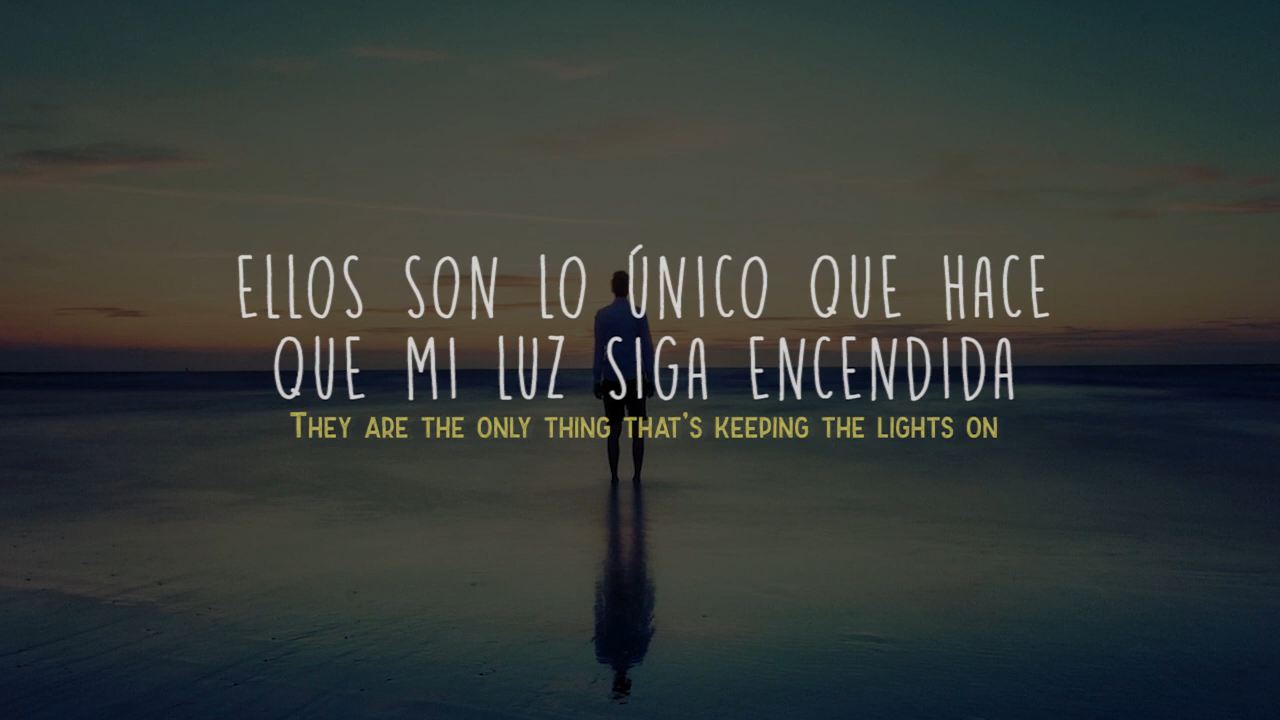 ELLOS SON LO ÚNICO QUE HACE
QUE MI LUZ SIGA ENCENDIDA
THEY ARE THE ONLY THING THAT'S KEEPING THE LIGHTS ON